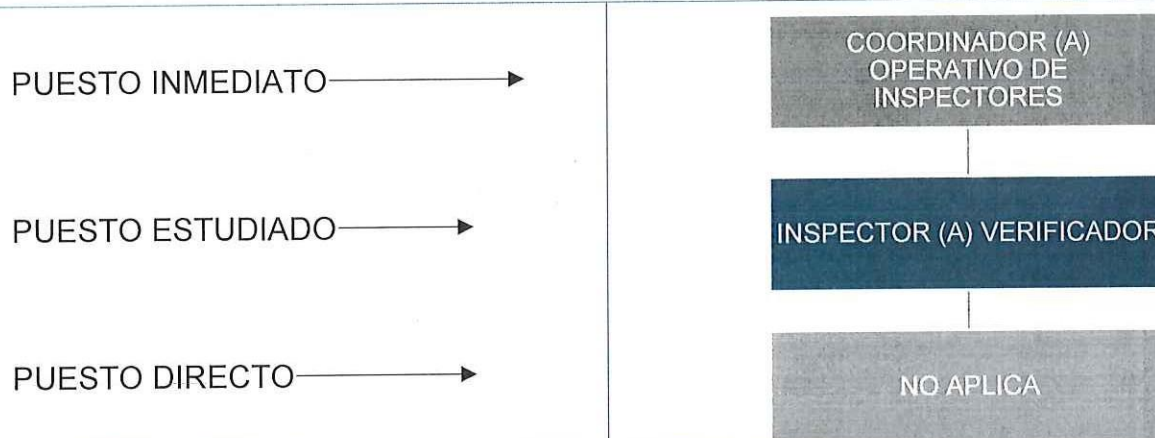 PUESTO INMEDIATO
COORDINADOR (A)
OPERATIVO DE
INSPECTORES
PUESTO ESTUDIADO
INSPECTOR (A) VERIFICADOR
PUESTO DIRECTO
NO APLICA